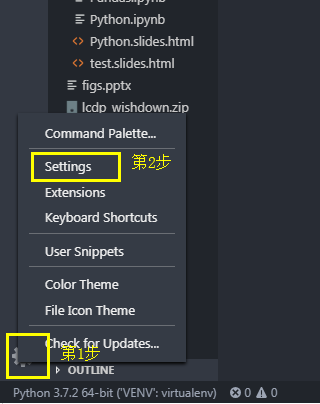 Pandas.ipynb
Python.ipynb
Python.slides.html
test.slides.html
figs.pptx
lcdp_wishdown.zip
Command Palette...
Settings
第2步
Extensions
Keyboard Shortcuts
User Snippets
Color Theme
File Icon Theme
Check for Updates...
第1步
OUTLINE
Python 3.7.2 64-bit ('VENV': virtualenv) 0 0